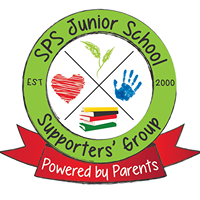 SPS Junior School
EST 2000
Supporters' Group
Powered by Parents